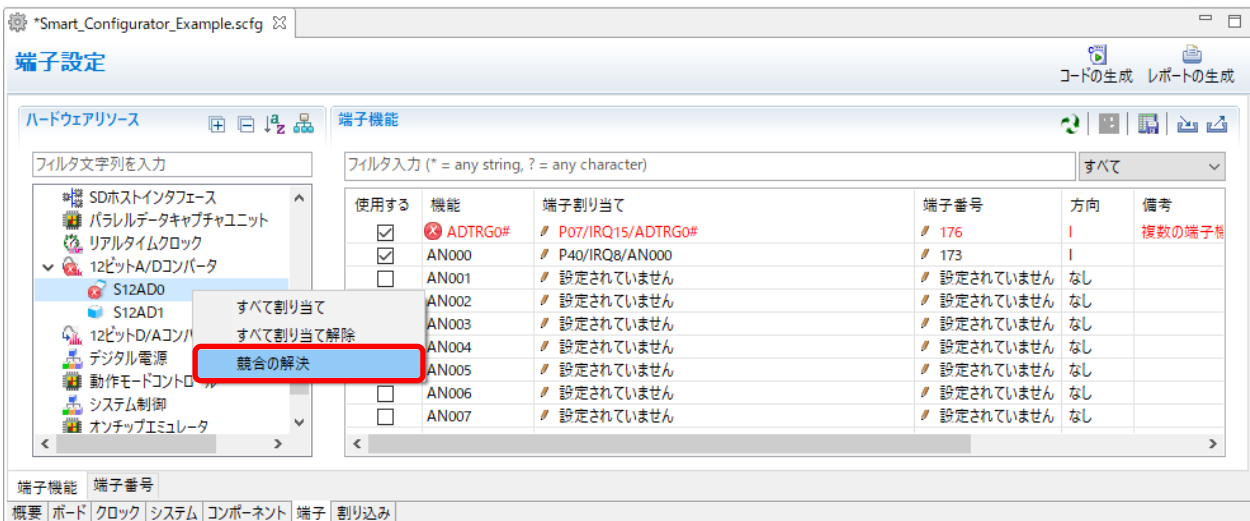 *Smart_Configurator_Example.scfg
端子設定
コードの生成 レポートの生成
ハードウェアリソース
フィルタ文字列を入力
SDホストインタフェース
パラレルデータキャプチャユニット
リアルタイムクロック
12ビットA/Dコンバータ
S12AD0
S12AD1
12ビットD/Aコンバ
デジタル電源
動作モードコントロール
システム制御
オンチップエミュレータ
すべて割り当て
すべて割り当て解除
競合の解決
端子機能
フィルタ入力 (* = any string, ? = any character) すべて
使用する 機能 端子割り当て 端子番号 方向 備考
ADTRG0# P07/IRQ15/ADTRG0# 176 I 複数の端子機
AN000 P40/IRQ8/AN000 173 I
AN001 設定されていません 設定されていません なし
AN002 設定されていません 設定されていません なし
AN003 設定されていません 設定されていません なし
AN004 設定されていません 設定されていません なし
AN005 設定されていません 設定されていません なし
AN006 設定されていません 設定されていません なし
AN007 設定されていません 設定されていません なし
端子機能 端子番号
概要 ボード クロック システム コンポーネント 端子 割り込み